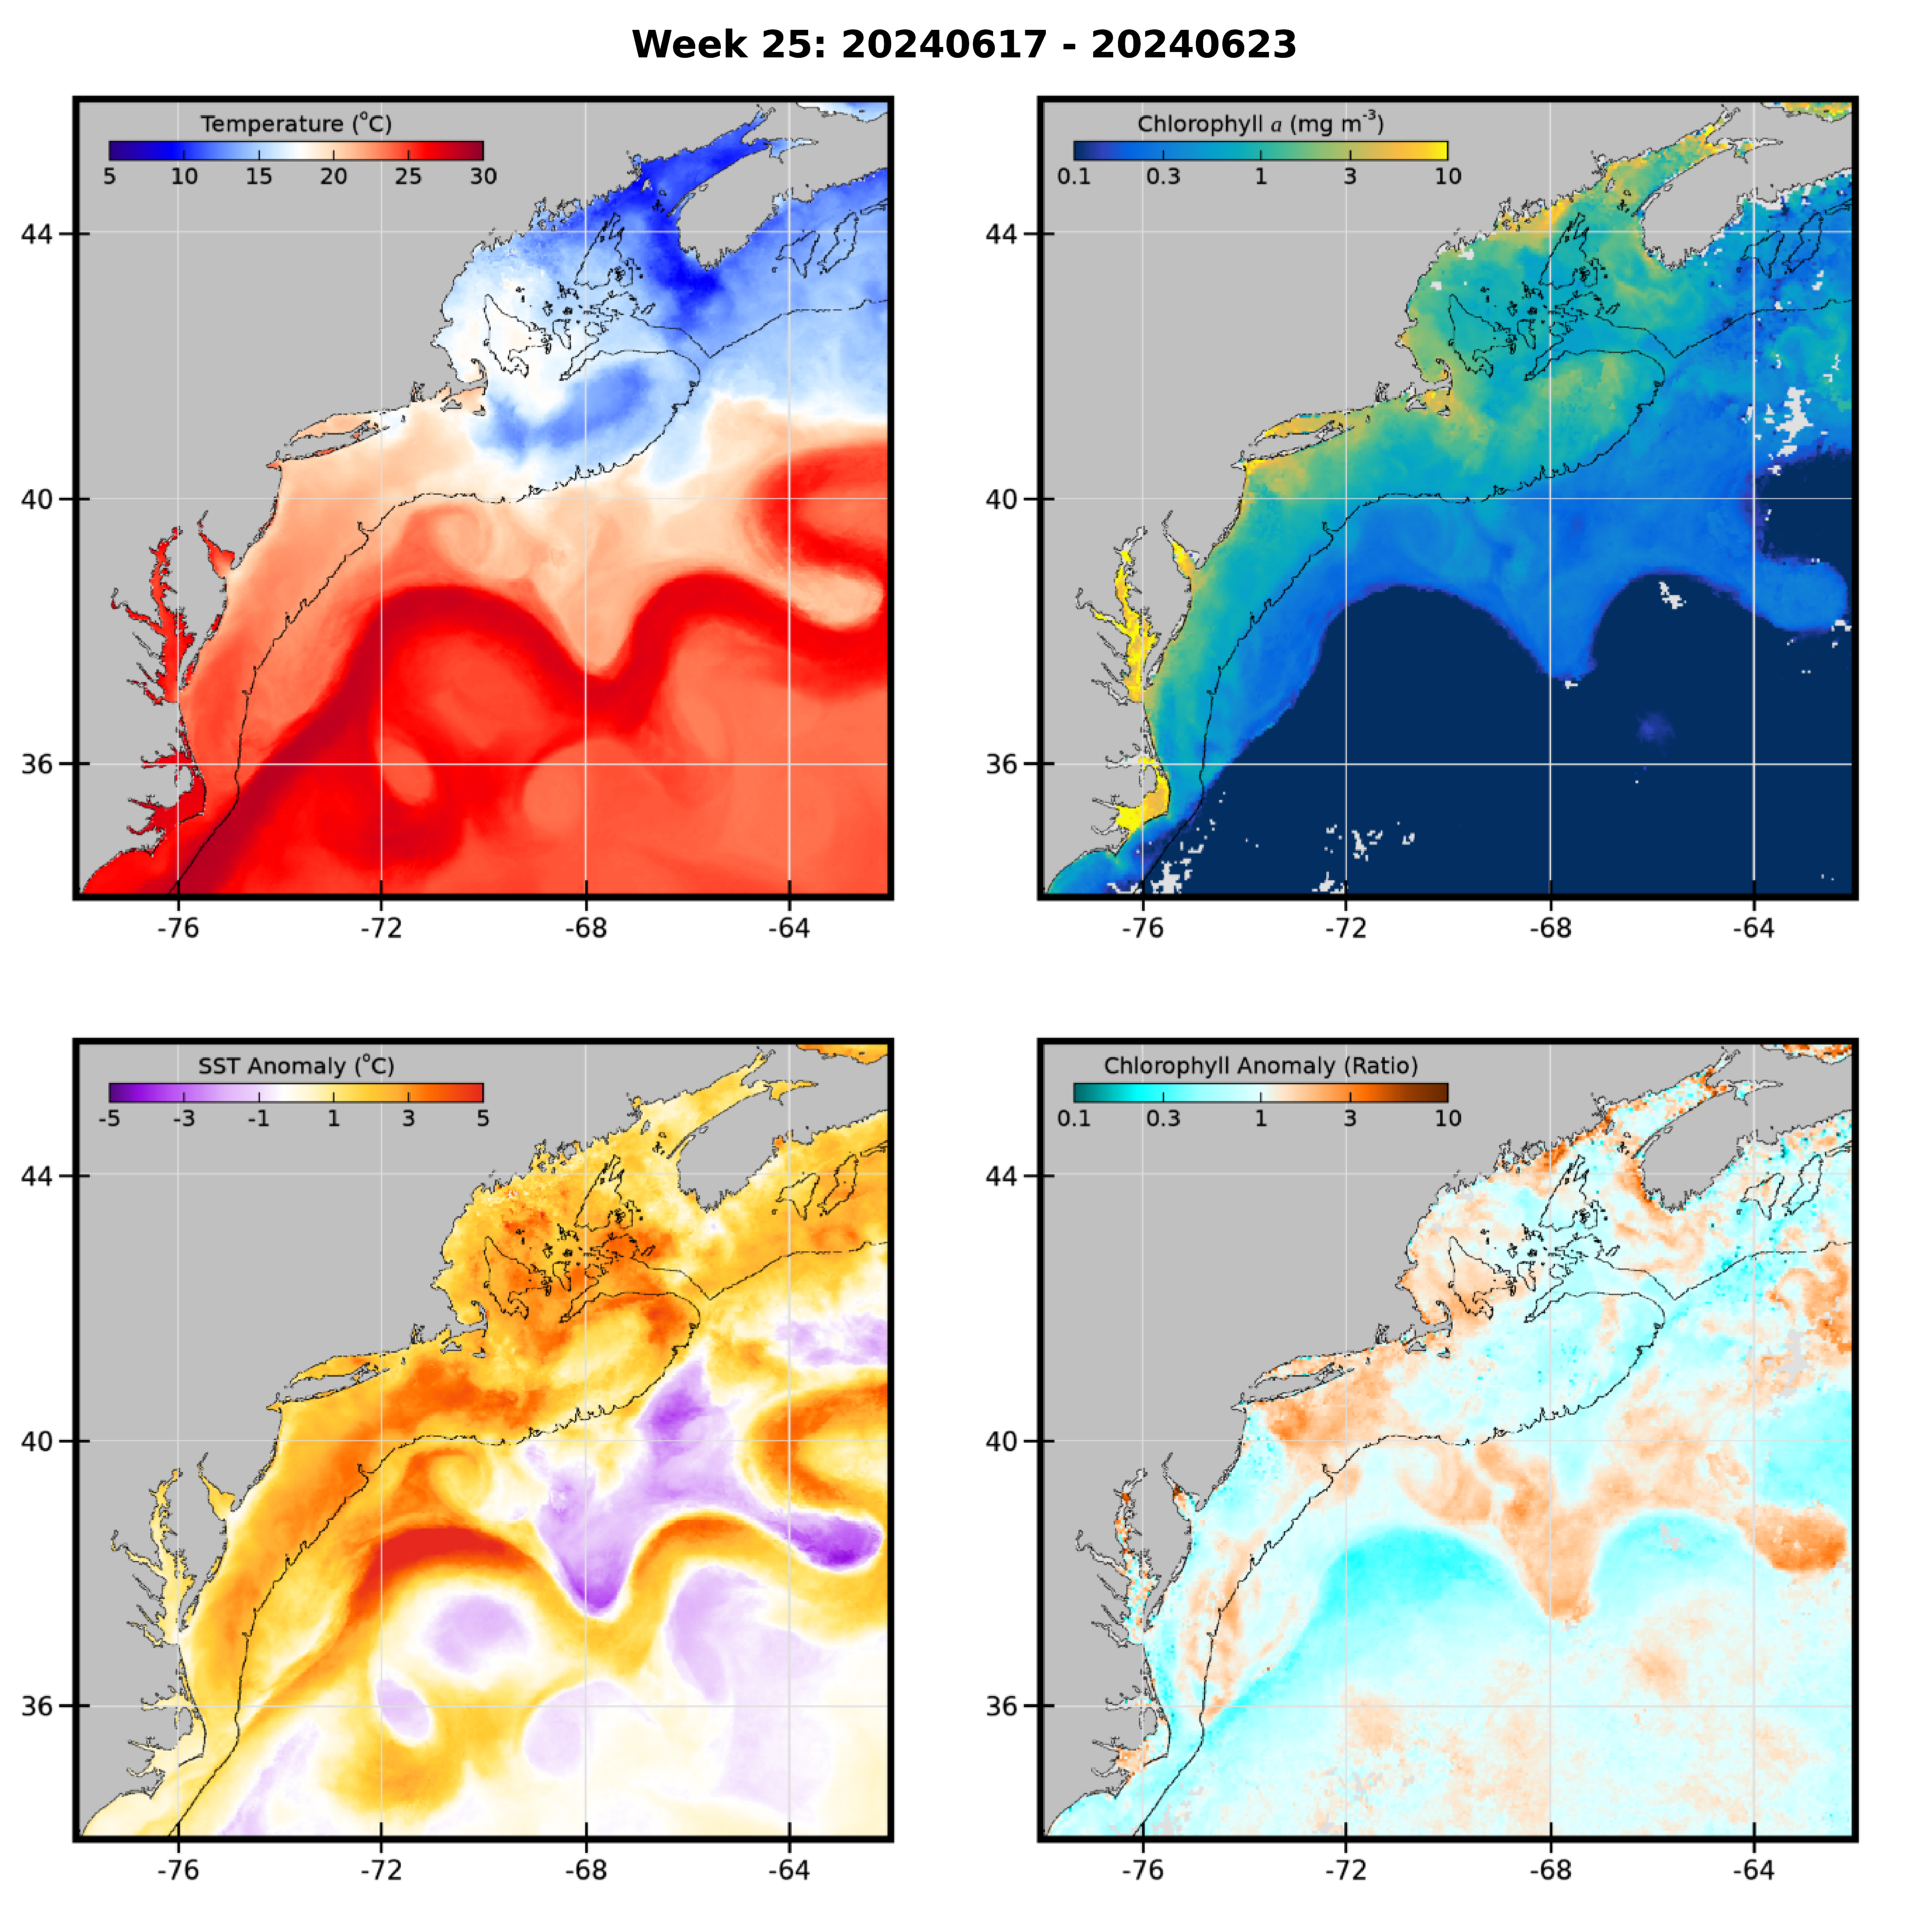 Week 25: 20240617 - 20240623
Temperature (°C)
5 10 15 20 25 30
44
40
36
-76 -72 -68 -64
Chlorophyll a (mg m⁻³)
0.1 0.3 1 3 10
44
40
36
-76 -72 -68 -64
SST Anomaly (°C)
-5 -3 -1 1 3 5
44
40
36
-76 -72 -68 -64
Chlorophyll Anomaly (Ratio)
0.1 0.3 1 3 10
44
40
36
-76 -72 -68 -64